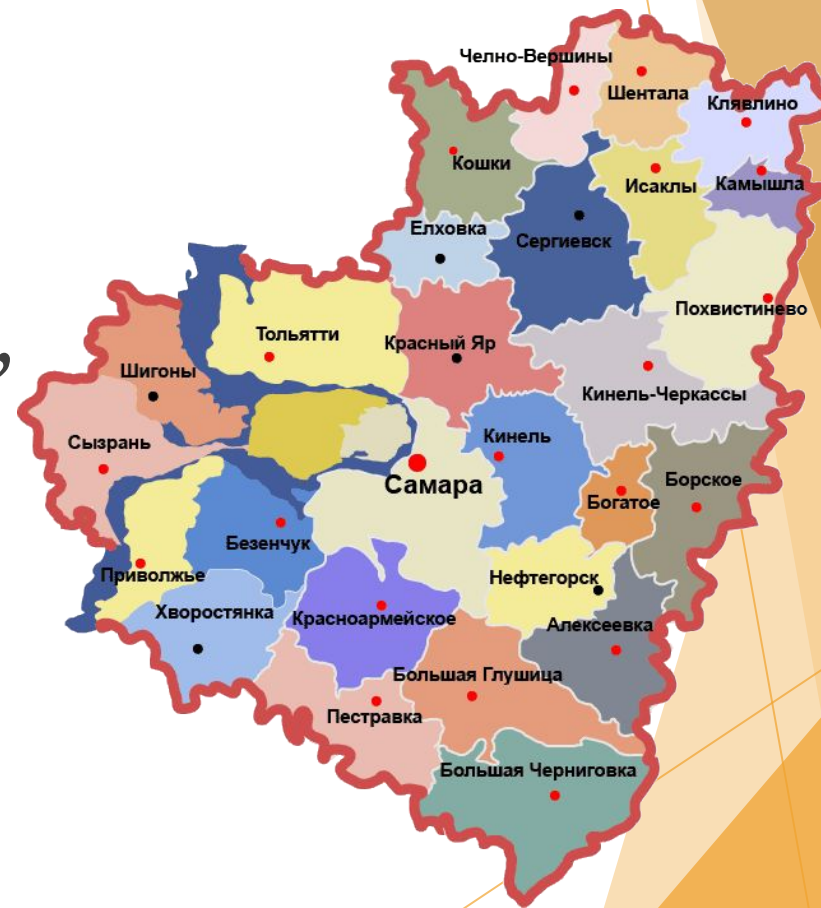 Челно-Вершины
Шентала
Клявлино
Кошки
Исаклы
Камышла
Елховка
Сергиевск
Похвистинево
Тольятти
Красный Яр
Шигоны
Кинель-Черкассы
Сызрань
Кинель
Самара
Богатое
Борское
Безенчук
Приволжье
Нефтегорск
Хворостянка
Красноармейское
Алексеевка
Большая Глушица
Пестравка
Большая Черниговка
,